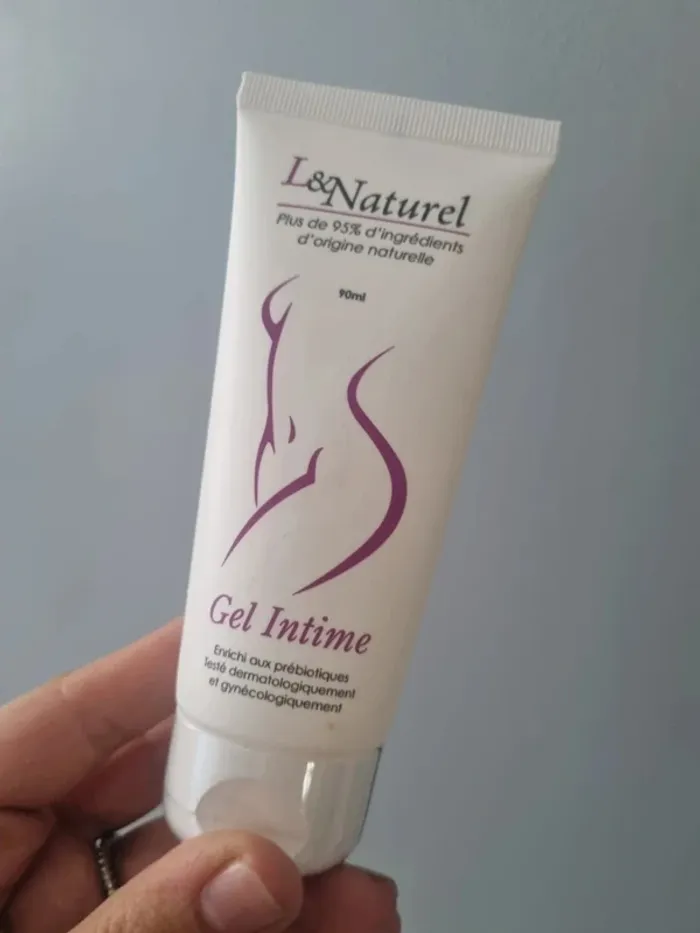 L&Naturel
Plus de 95% d'ingrédients
d'origine naturelle
90ml
Gel Intime
Enrichi aux prébiotiques
Testé dermatologiquement
et gynécologiquement